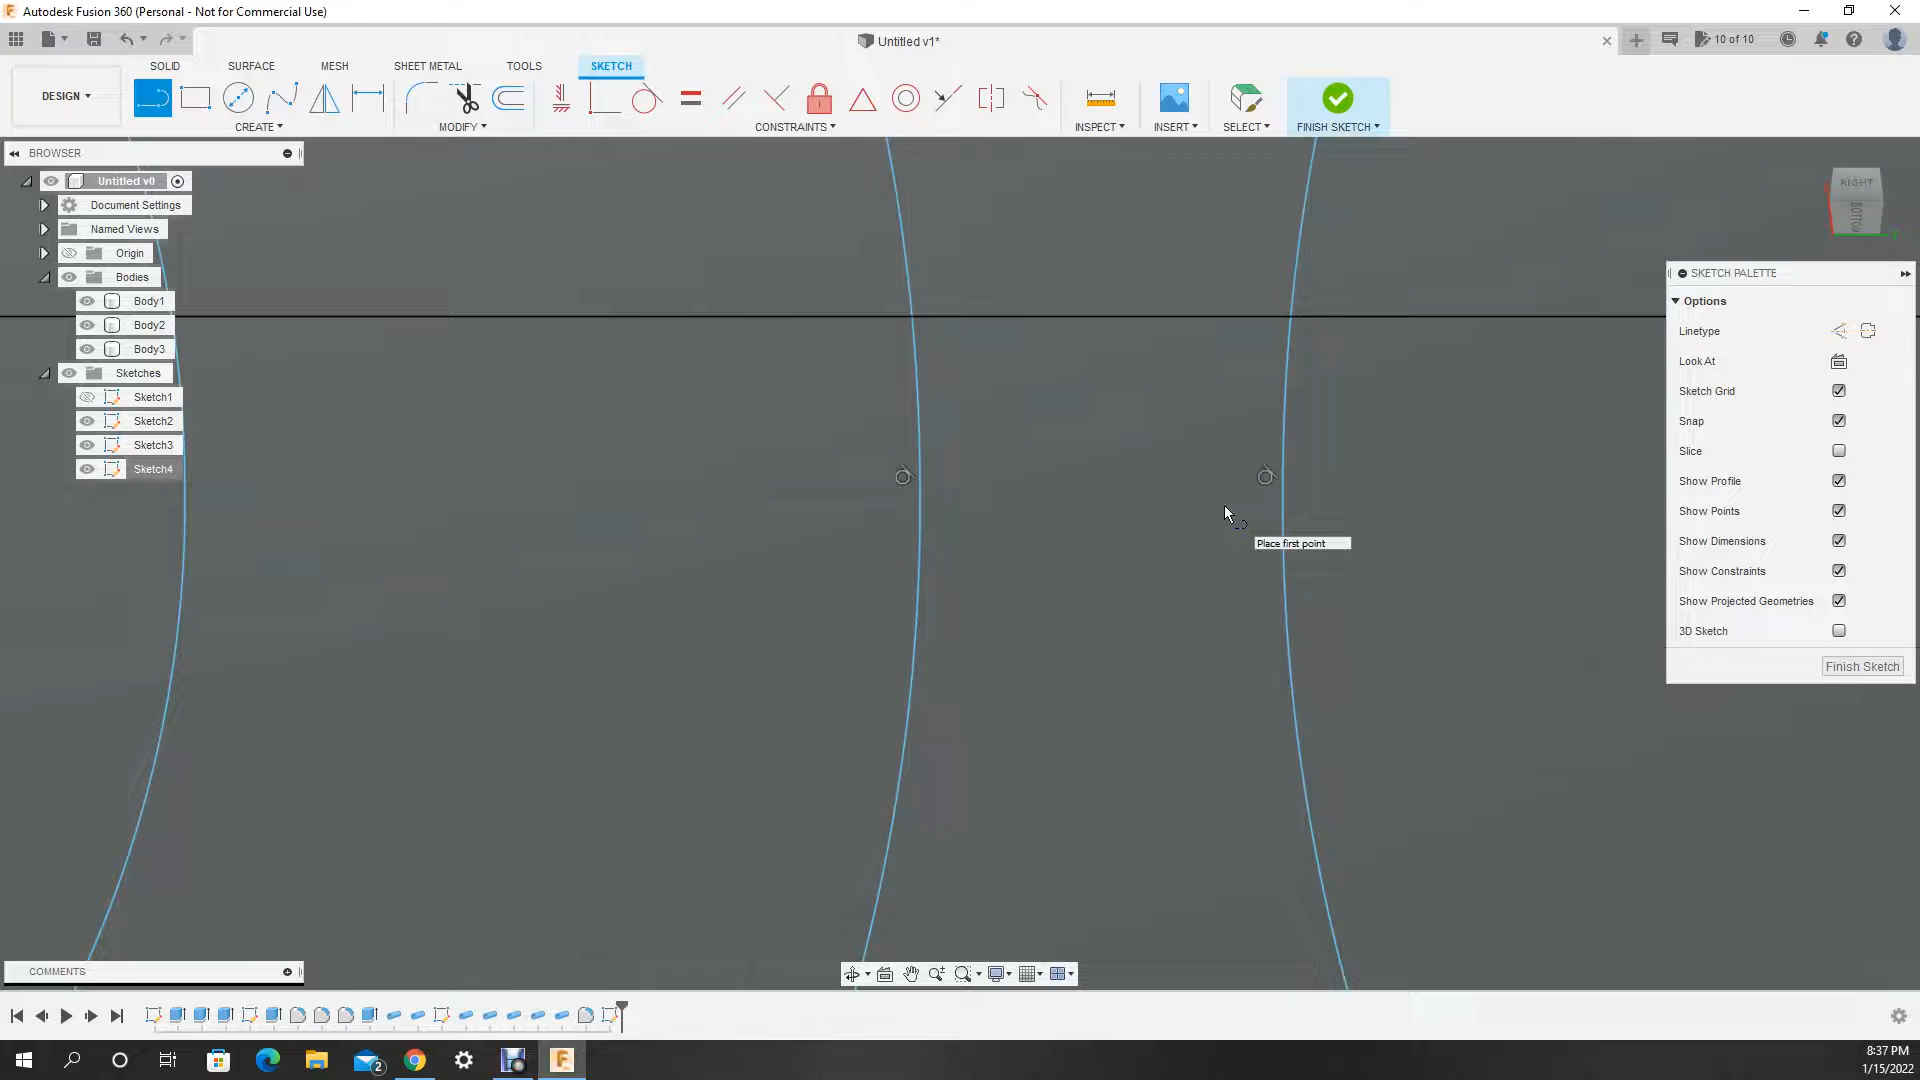 Autodesk Fusion 360 (Personal - Not for Commercial Use)
Untitled v1*
10 of 10
SOLID
SURFACE
MESH
SHEET METAL
TOOLS
SKETCH
DESIGN
CREATE
MODIFY
CONSTRAINTS
INSPECT
INSERT
SELECT
FINISH SKETCH
BROWSER
Untitled v0
Document Settings
Named Views
Origin
Bodies
Body1
Body2
Body3
Sketches
Sketch1
Sketch2
Sketch3
Sketch4
RIGHT
BOTTOM
SKETCH PALETTE
Options
Linetype
Look At
Sketch Grid
Snap
Slice
Show Profile
Show Points
Show Dimensions
Show Constraints
Show Projected Geometries
3D Sketch
Finish Sketch
Place first point
COMMENTS
2
8:37 PM
1/15/2022